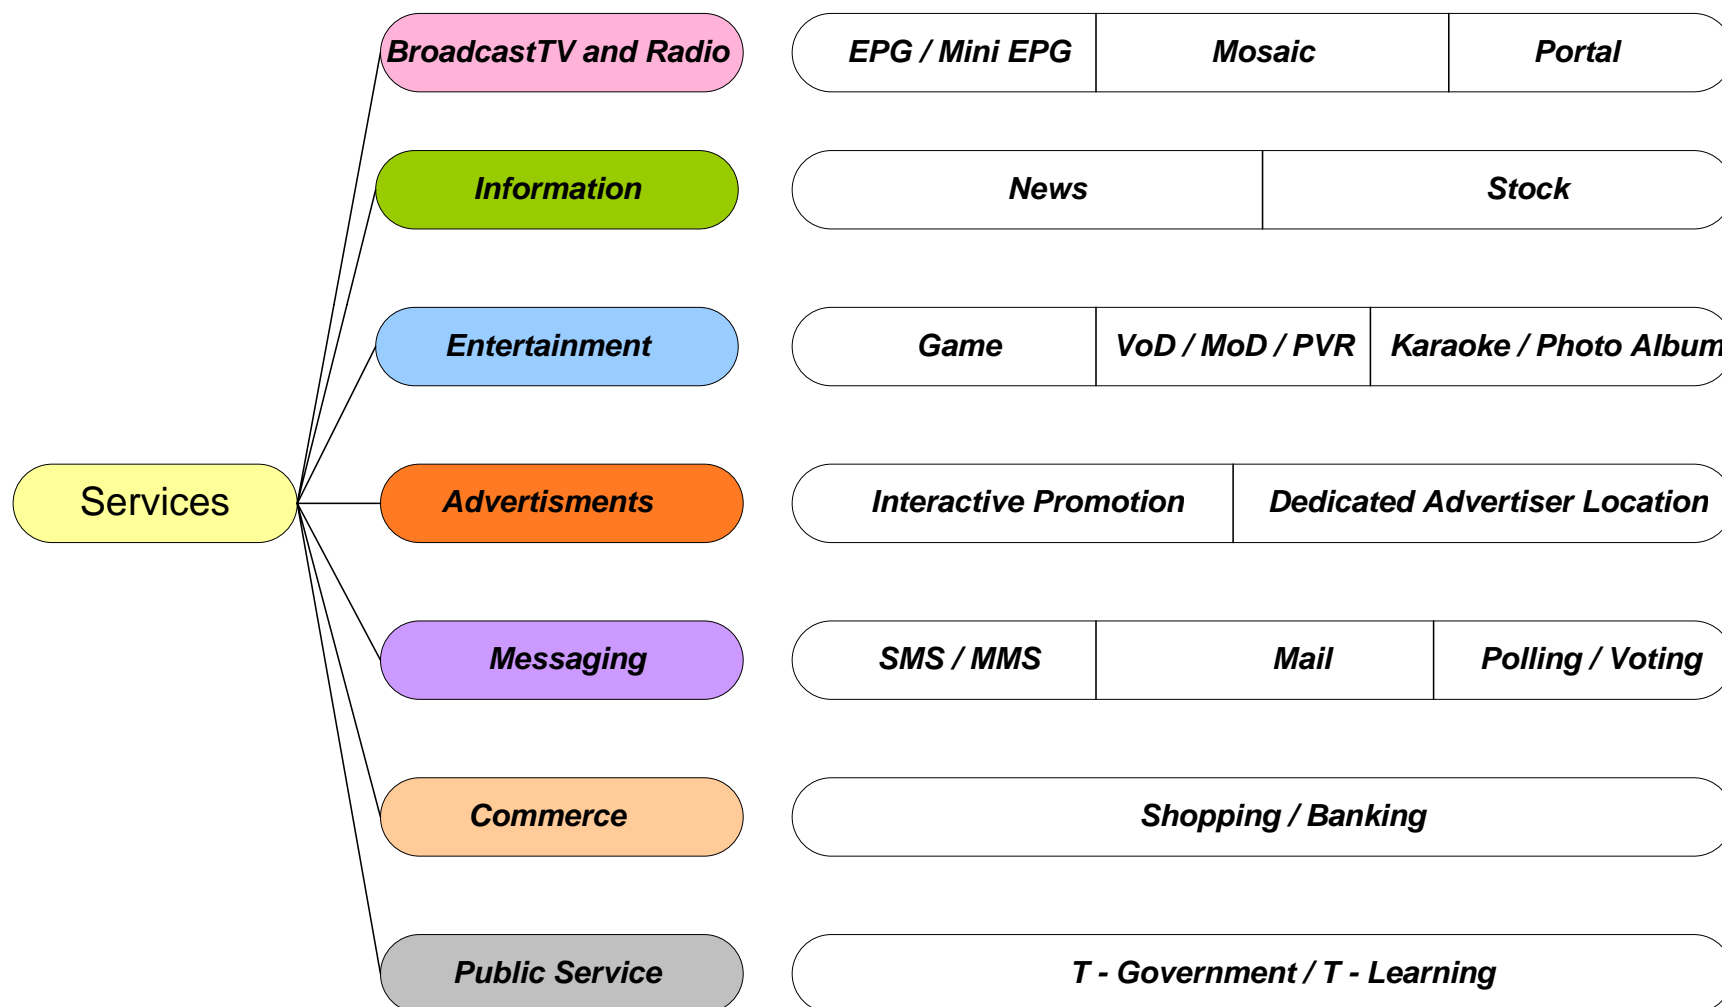 BroadcastTV and Radio EPG / Mini EPG Mosaic Portal
Information News Stock
Entertainment Game VoD / MoD / PVR Karaoke / Photo Album
Services Advertisments Interactive Promotion Dedicated Advertiser Location
Messaging SMS / MMS Mail Polling / Voting
Commerce Shopping / Banking
Public Service T - Government / T - Learning